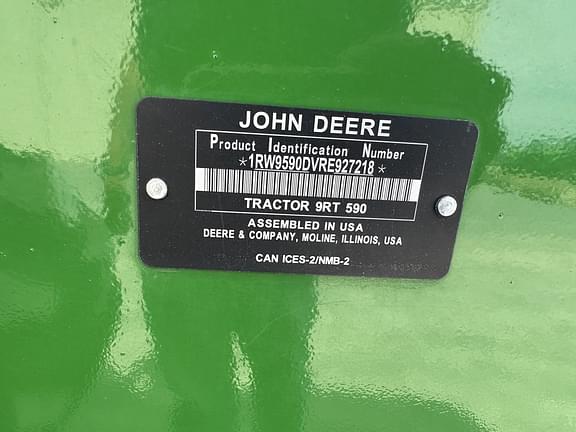 JOHN DEERE
Product Identification Number
*1RW9590DVRE927218*
TRACTOR 9RT 590
ASSEMBLED IN USA
DEERE & COMPANY, MOLINE, ILLINOIS, USA
CAN ICES-2/NMB-2